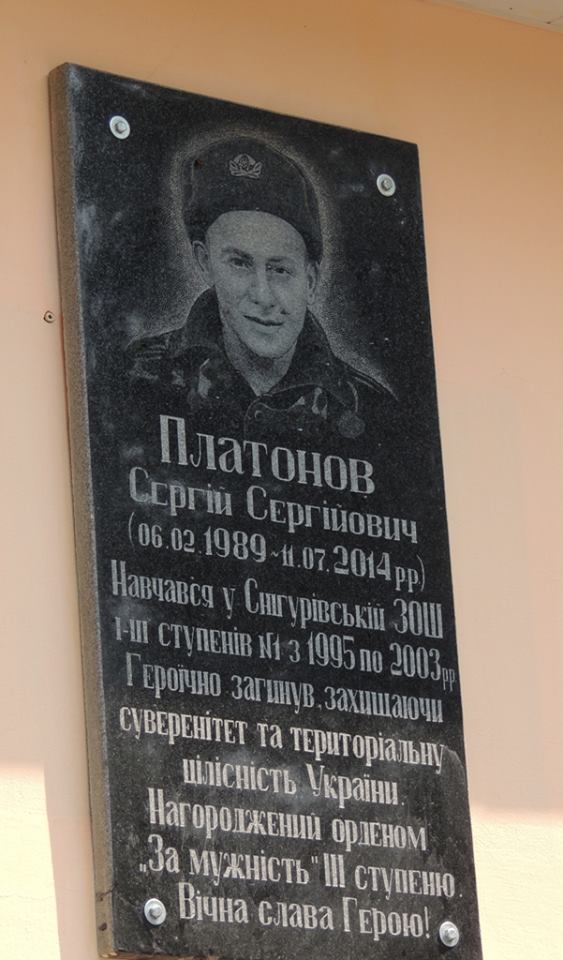 Платонов
Сергій Сергійович
(06.02.1989~11.07.2014рр)
Навчався у Снігурівській ЗОШ
І-ІІІ ступенів №1 з 1995 по 2003рр
Героїчно загинув, захищаючи
суверенітет та територіальну
цілісність України.
Нагороджений орденом
„За мужність" ІІІ ступеню.
Вічна слава Герою!